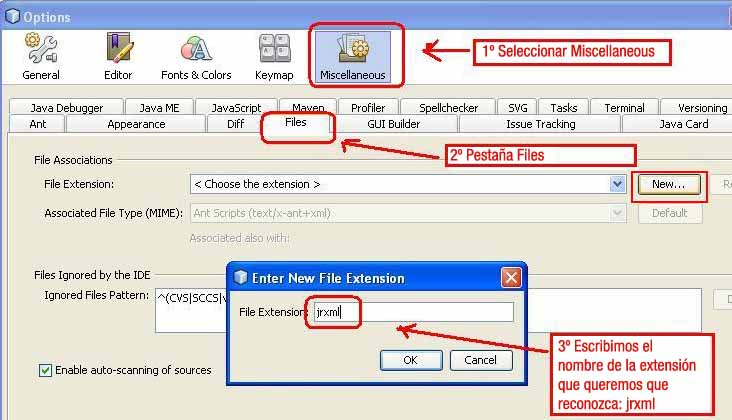 Options
General
Editor
Fonts & Colors
Keymap
Miscellaneous
1º Seleccionar Miscellaneous
Java Debugger
Java ME
JavaScript
Maven
Profiler
Spellchecker
SVG
Tasks
Terminal
Versioning
Ant
Appearance
Diff
Files
GUI Builder
Issue Tracking
Java Card
2º Pestaña Files
File Associations
File Extension:
< Choose the extension >
New...
Associated File Type (MIME):
Ant Scripts (text/x-ant+xml)
Default
Associated also with:
Files Ignored by the IDE
Ignored Files Pattern:
^(CVS|SCCS|
Enter New File Extension
File Extension:
jrxml
OK
Cancel
3º Escribimos el
nombre de la extensión
que queremos que
reconozca: jrxml
Enable auto-scanning of sources